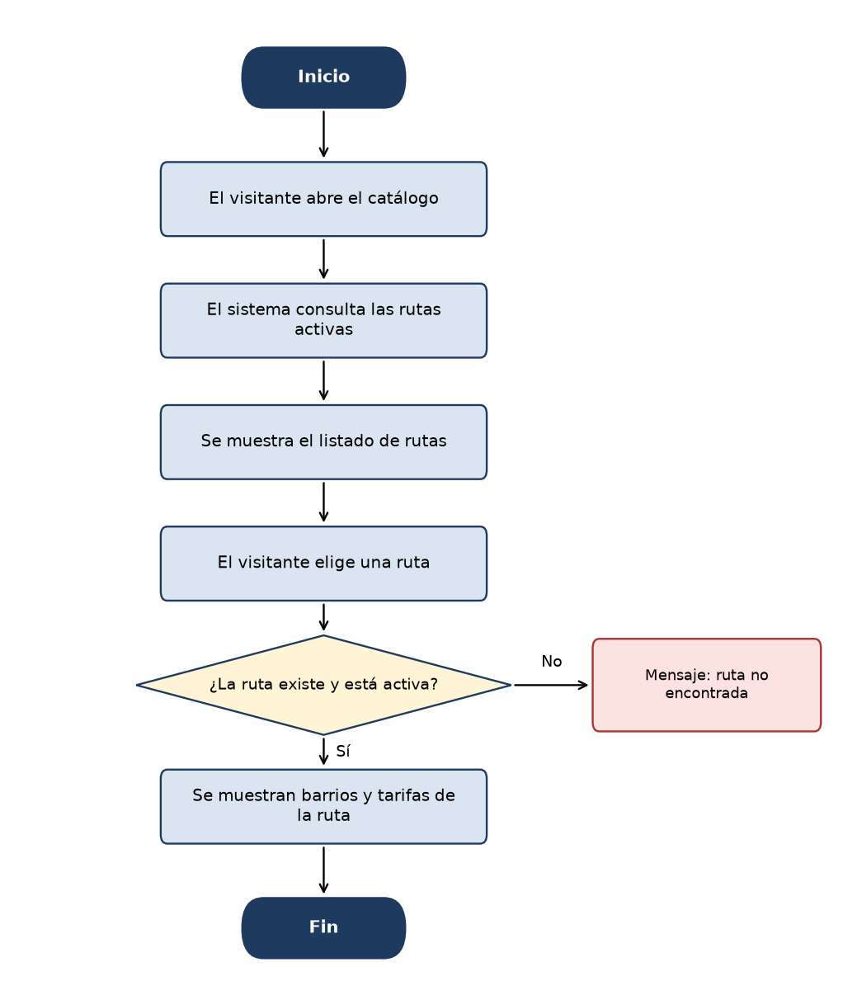 Inicio
El visitante abre el catálogo
El sistema consulta las rutas
activas
Se muestra el listado de rutas
El visitante elige una ruta
¿La ruta existe y está activa?
No
Mensaje: ruta no
encontrada
Sí
Se muestran barrios y tarifas de
la ruta
Fin